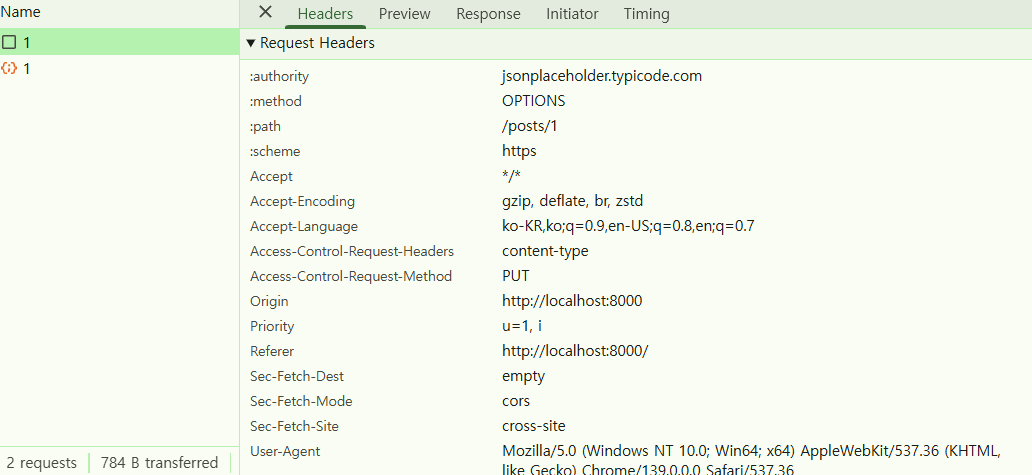 Name
1
1
2 requests 784 B transferred
Headers Preview Response Initiator Timing
Request Headers
:authority jsonplaceholder.typicode.com
:method OPTIONS
:path /posts/1
:scheme https
Accept */*
Accept-Encoding gzip, deflate, br, zstd
Accept-Language ko-KR,ko;q=0.9,en-US;q=0.8,en;q=0.7
Access-Control-Request-Headers content-type
Access-Control-Request-Method PUT
Origin http://localhost:8000
Priority u=1, i
Referer http://localhost:8000/
Sec-Fetch-Dest empty
Sec-Fetch-Mode cors
Sec-Fetch-Site cross-site
User-Agent Mozilla/5.0 (Windows NT 10.0; Win64; x64) AppleWebKit/537.36 (KHTML,
like Gecko) Chrome/139.0.0.0 Safari/537.36